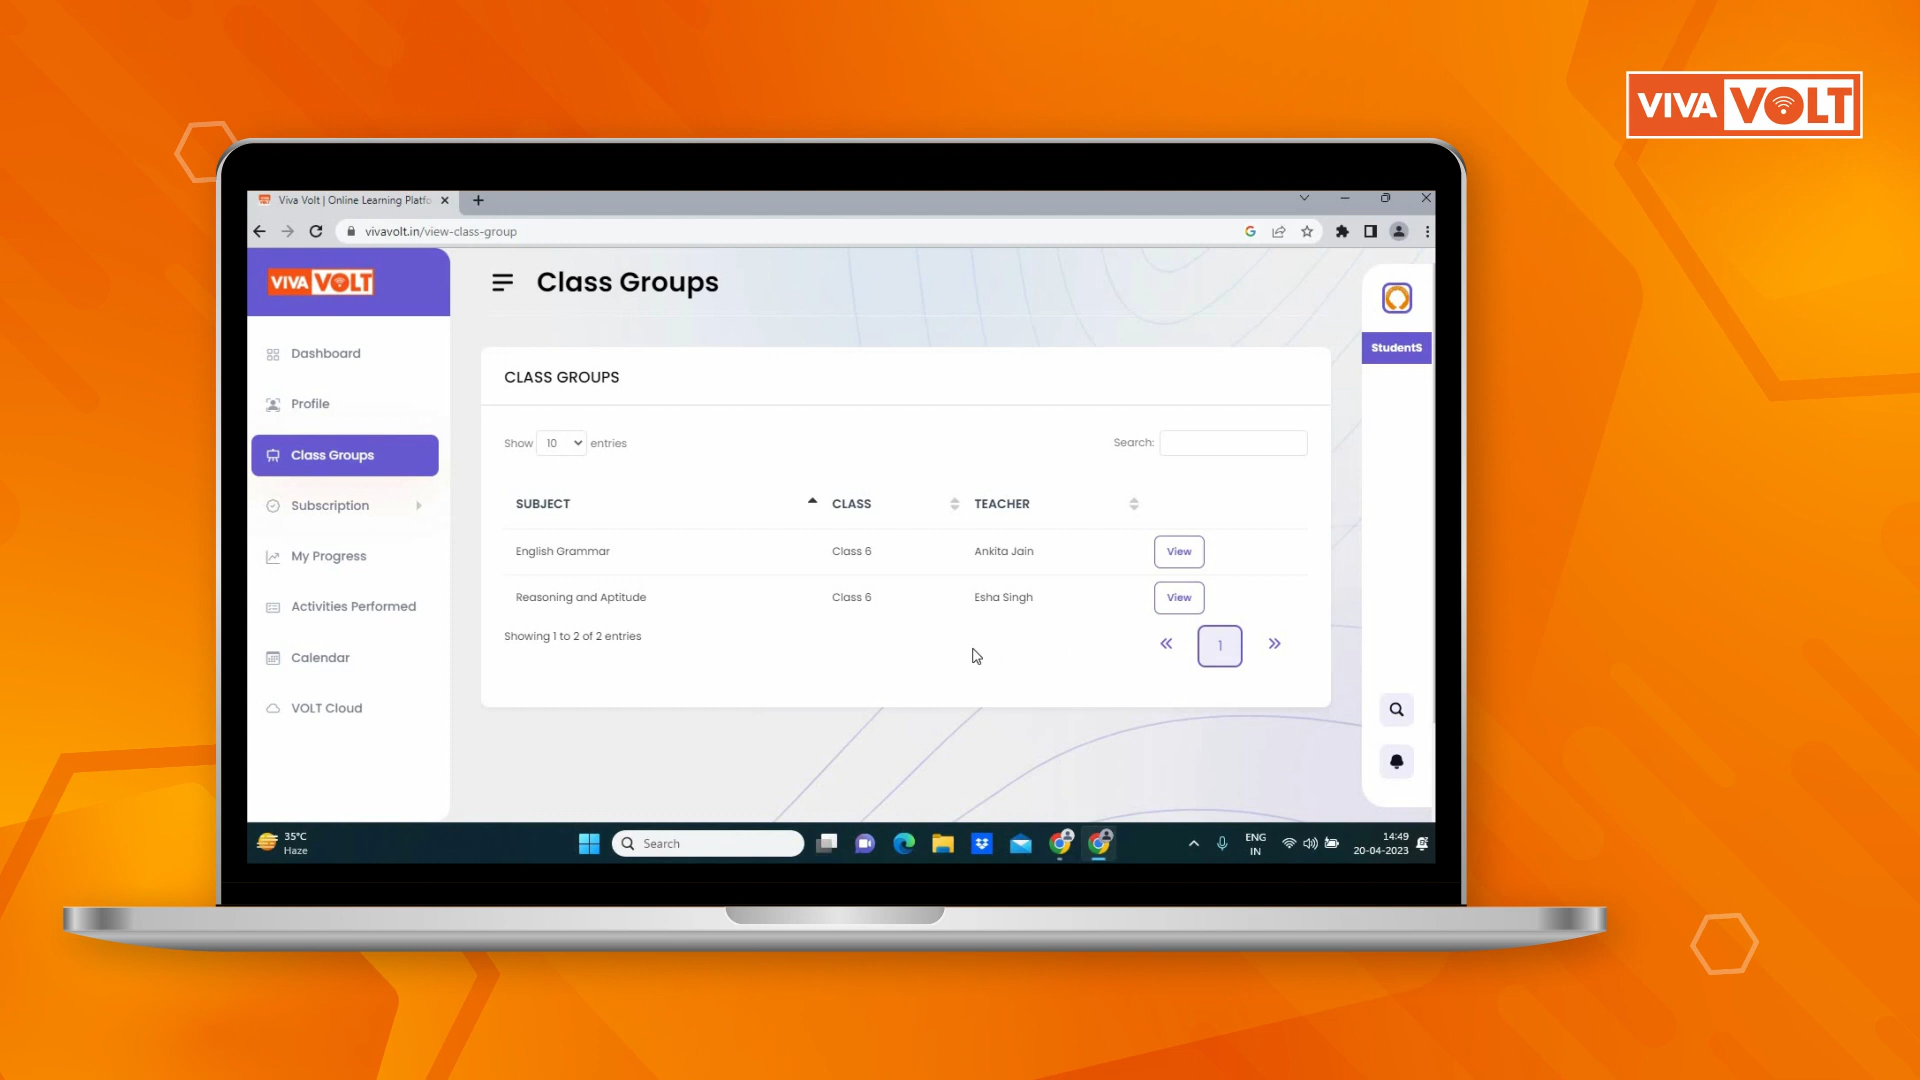 VIVA VOLT
Viva Volt | Online Learning Platfo
vivavolt.in/view-class-group
VIVA VOLT
Class Groups
StudentS
Dashboard
Profile
Class Groups
Subscription
My Progress
Activities Performed
Calendar
VOLT Cloud
CLASS GROUPS
Show 10 entries
Search:
SUBJECT CLASS TEACHER
English Grammar Class 6 Ankita Jain View
Reasoning and Aptitude Class 6 Esha Singh View
Showing 1 to 2 of 2 entries
« 1 »
35°C
Haze
Search
ENG
IN
14:49
20-04-2023